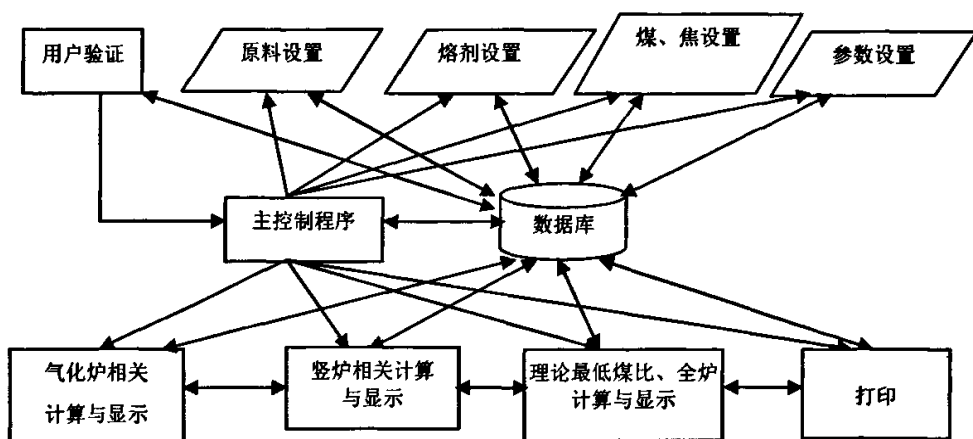 用户验证
原料设置
熔剂设置
煤、焦设置
参数设置
主控制程序
数据库
气化炉相关
计算与显示
竖炉相关计算
与显示
理论最低煤比、全炉
计算与显示
打印